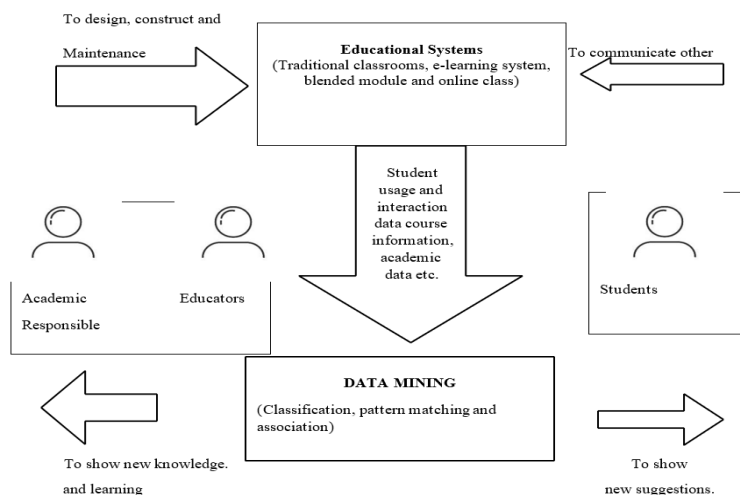 To design, construct and
Maintenance
Educational Systems
(Traditional classrooms, e-learning system,
blended module and online class)
To communicate other
Student
usage and
interaction
data course
information,
academic
data etc.
Academic
Responsible
Educators
Students
DATA MINING
(Classification, pattern matching and
association)
To show new knowledge.
and learning
To show
new suggestions.